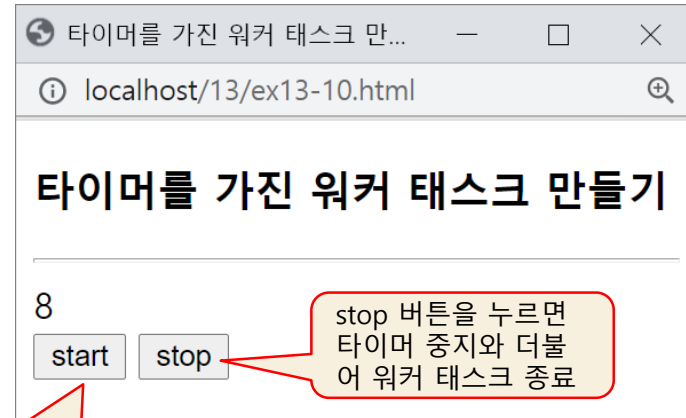 타이머를 가진 워커 태스크 만...
localhost/13/ex13-10.html
타이머를 가진 워커 태스크 만들기
8
start stop
stop 버튼을 누르면
타이머 중지와 더불
어 워커 태스크 종료